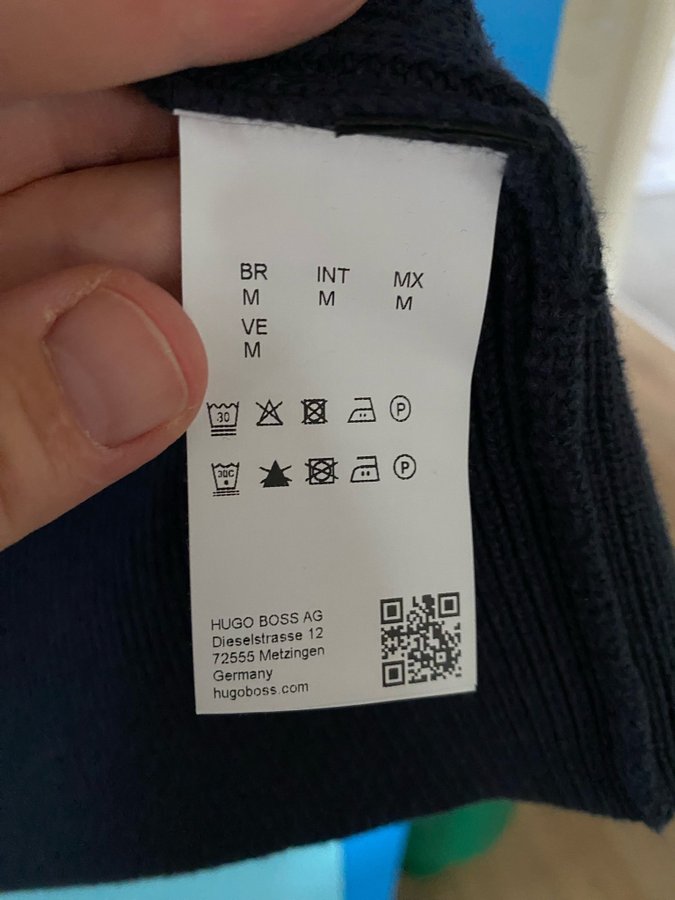 BR INT MX
M M M
VE
M
30 P
30C P
HUGO BOSS AG
Dieselstrasse 12
72555 Metzingen
Germany
hugoboss.com